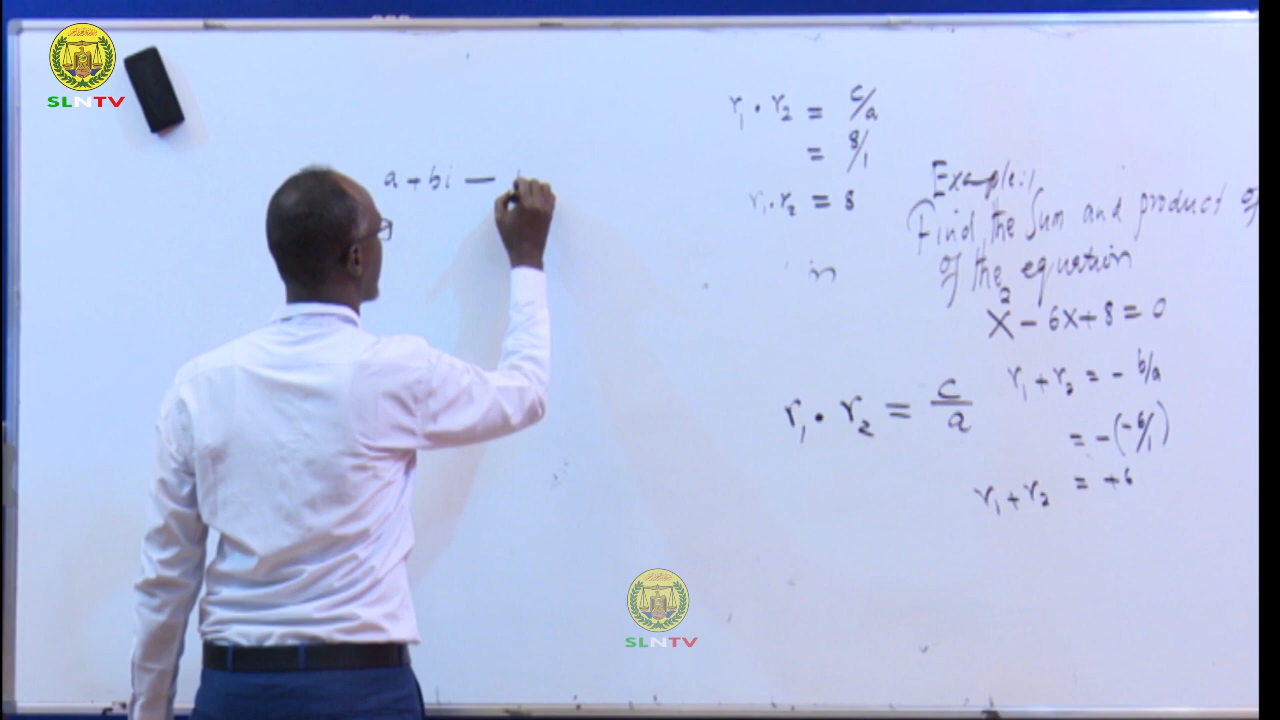 SLNTV
a + bi —
r₁ · r₂ = c/a
= 8/1
r₁ · r₂ = 8
in
Example: 1
Find the Sum and product of
of the equation
X² - 6X + 8 = 0
r₁ + r₂ = - b/a
= -(-6/1)
r₁ + r₂ = +6
r₁ · r₂ = c/a
SLNTV